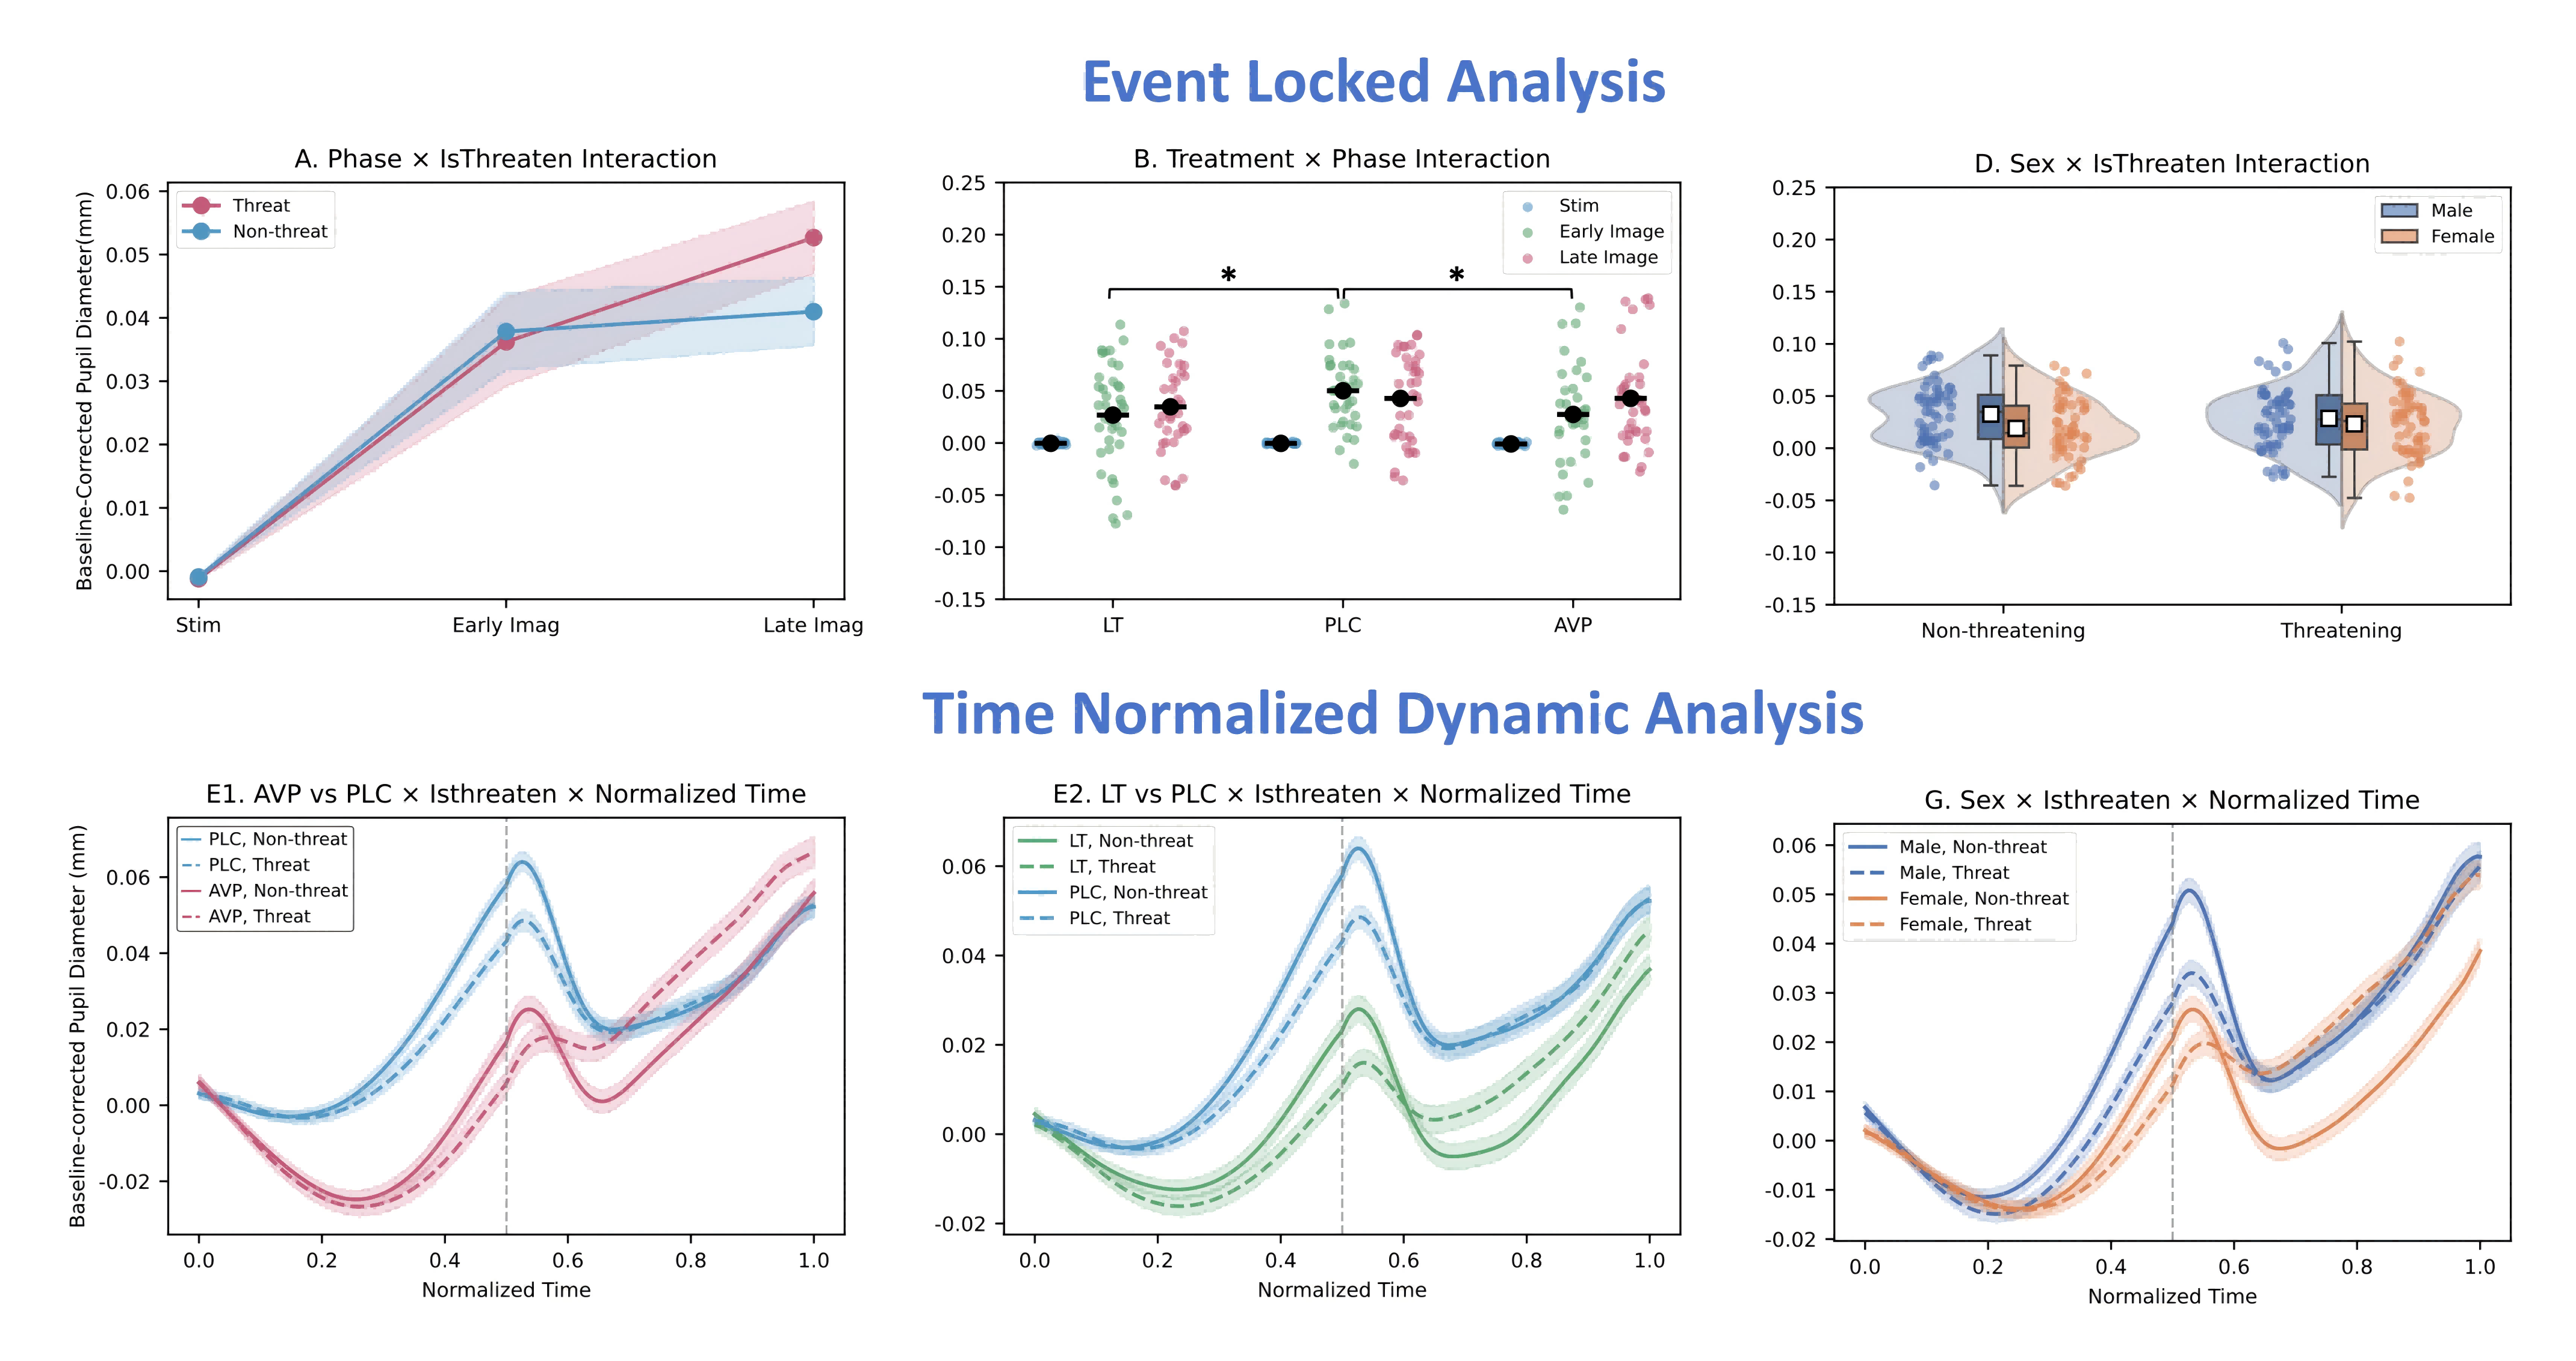 Event Locked Analysis
A. Phase × IsThreaten Interaction
Baseline-Corrected Pupil Diameter(mm)
0.06
0.05
0.04
0.03
0.02
0.01
0.00
Threat
Non-threat
Stim
Early Imag
Late Imag
B. Treatment × Phase Interaction
0.25
0.20
0.15
0.10
0.05
0.00
-0.05
-0.10
-0.15
Stim
Early Image
Late Image
*
*
LT
PLC
AVP
D. Sex × IsThreaten Interaction
0.25
0.20
0.15
0.10
0.05
0.00
-0.05
-0.10
-0.15
Male
Female
Non-threatening
Threatening
Time Normalized Dynamic Analysis
E1. AVP vs PLC × Isthreaten × Normalized Time
Baseline-corrected Pupil Diameter (mm)
0.06
0.04
0.02
0.00
-0.02
PLC, Non-threat
PLC, Threat
AVP, Non-threat
AVP, Threat
0.0
0.2
0.4
0.6
0.8
1.0
Normalized Time
E2. LT vs PLC × Isthreaten × Normalized Time
0.06
0.04
0.02
0.00
-0.02
LT, Non-threat
LT, Threat
PLC, Non-threat
PLC, Threat
0.0
0.2
0.4
0.6
0.8
1.0
Normalized Time
G. Sex × Isthreaten × Normalized Time
0.06
0.05
0.04
0.03
0.02
0.01
0.00
-0.01
-0.02
Male, Non-threat
Male, Threat
Female, Non-threat
Female, Threat
0.0
0.2
0.4
0.6
0.8
1.0
Normalized Time